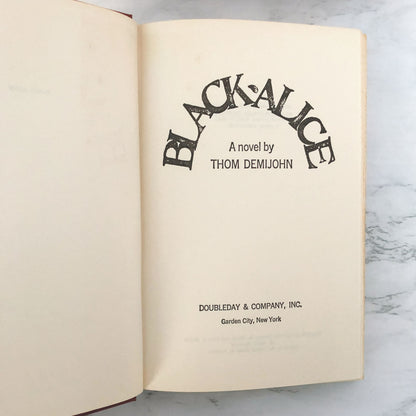 BLACK ALICE
A novel by
THOM DEMIJOHN
DOUBLEDAY & COMPANY, INC.
Garden City, New York